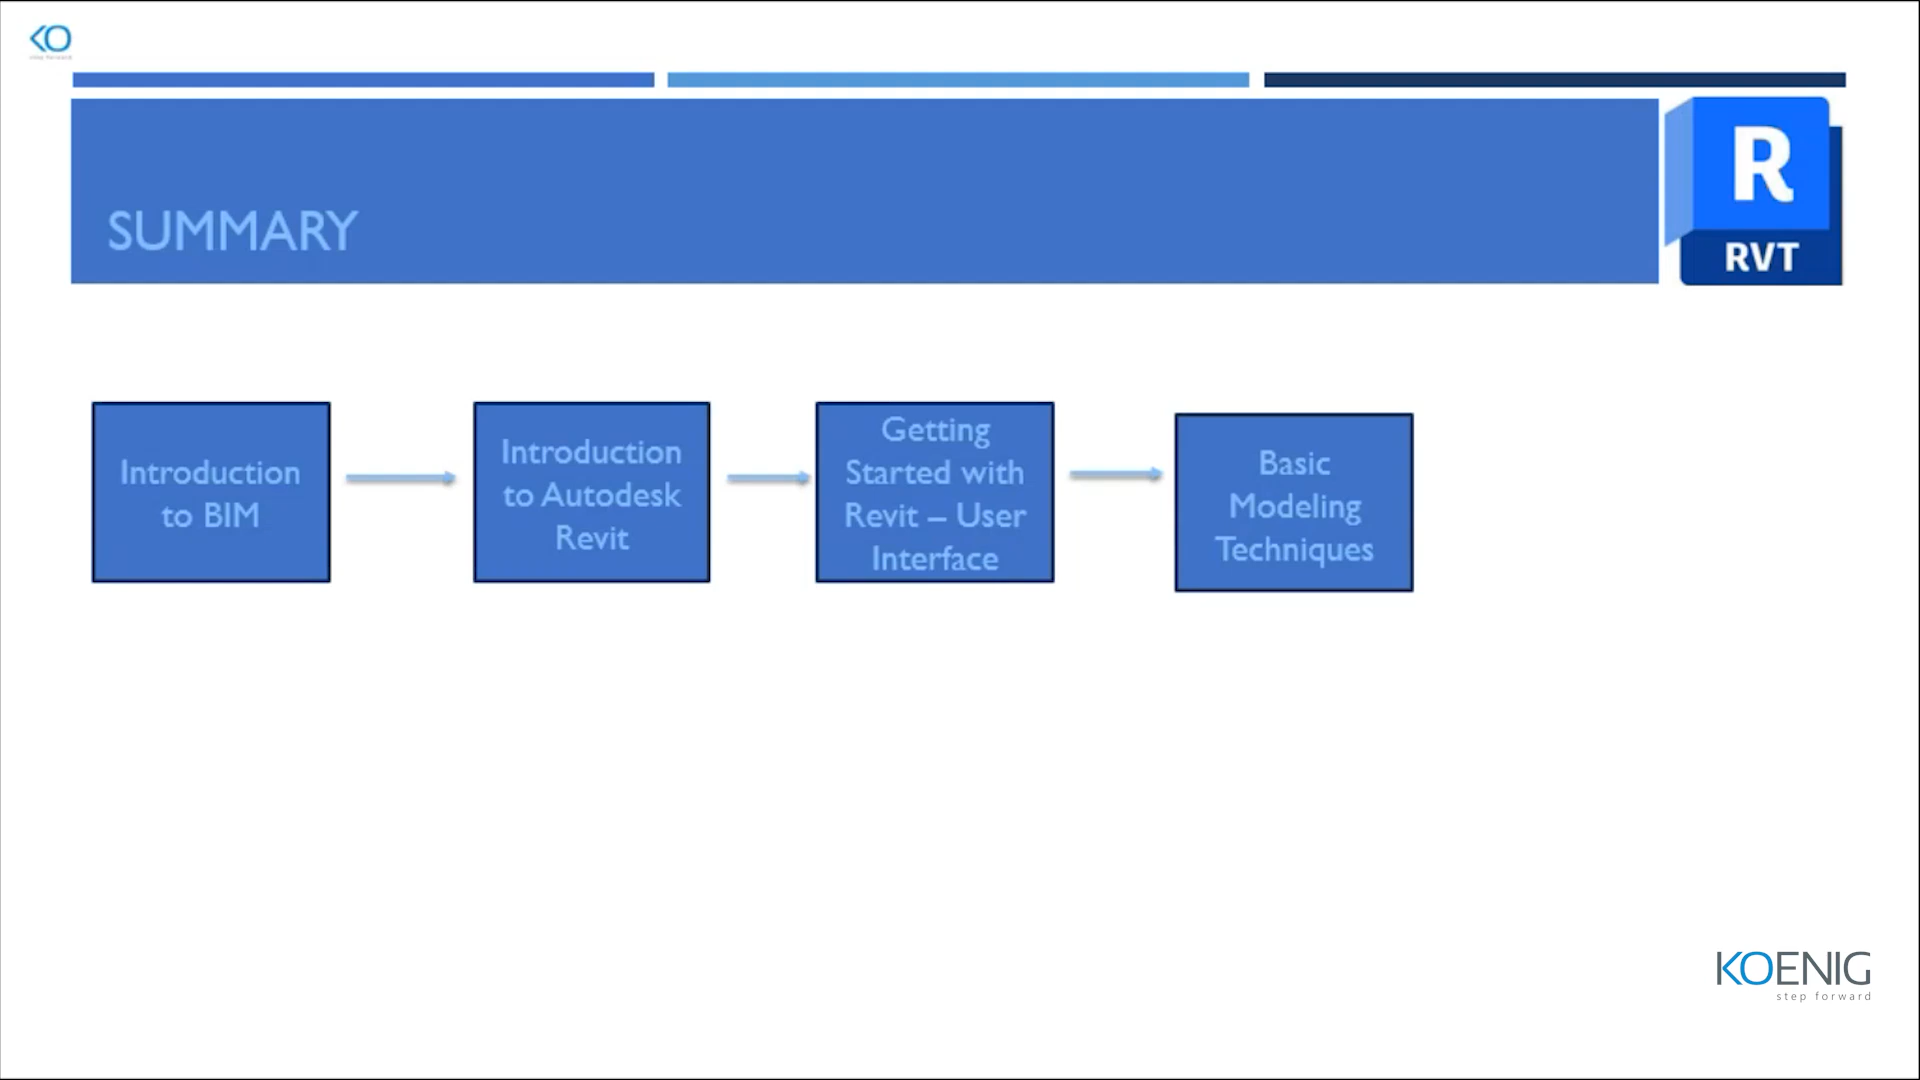 KO
SUMMARY
R
RVT
Introduction
to BIM
Introduction
to Autodesk
Revit
Getting
Started with
Revit – User
Interface
Basic
Modeling
Techniques
KOENIG
step forward